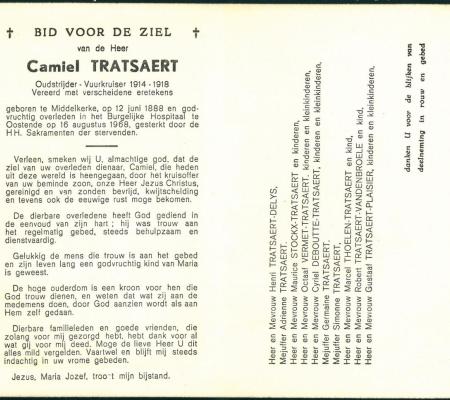 † BID VOOR DE ZIEL †
van de Heer
Camiel TRATSAERT
Oudstrijder - Vuurkruiser 1914 - 1918
Vereerd met verscheidene eretekens
geboren te Middelkerke, op 12 juni 1888 en god-
vruchtig overleden in het Burgelijke Hospitaal te
Oostende op 16 augustus 1968, gesterkt door de
HH. Sakramenten der stervenden.
Verleen, smeken wij U, almachtige god, dat de
ziel van uw overleden dienaar, Camiel, die heden
uit deze wereld is heengegaan, door het kruisoffer
van uw beminde zoon, onze Heer Jezus Christus,
gereinigd en van zonden bevrijd, kwijtscheiding
en tevens ook de eeuwige rust moge bekomen.
De dierbare overledene heeft God gediend in
de eenvoud van zijn hart ; hij was trouw aan
het regelmatig gebed, steeds behulpzaam en
dienstvaardig.
Gelukkig de mens die trouw is aan het gebed
en zijn leven lang een godvruchtig kind van Maria
is geweest.
De hoge ouderdom is een kroon voor hen die
God trouw dienen, en weten dat wij zij aan de
medemens doen, door God aanzien wordt als aan
Hem zelf gedaan.
Dierbare familieleden en goede vrienden, die
zolang voor mij gezorgd hebt, hebt dank voor al
wat gij voor mij deed. Moge de lieve Heer U dit
alles mild vergelden. Vaartwel en blijft mij steeds
indachtig in uw vrome gebeden.
Jezus, Maria Jozef, troost mijn bijstand.
Heer en Mevrouw Henri TRATSAERT-DELYS,
Mejuffer Adrienne TRATSAERT,
Heer en Mevrouw Maurice STOCKX-TRATSAERT en kinderen,
Heer en Mevrouw Octaaf VERMET-TRATSAERT, kinderen en kleinkinderen,
Heer en Mevrouw Cyriel DEBOUTTE-TRATSAERT, kinderen en kleinkinderen,
Mejuffer Germaine TRATSAERT,
Mejuffer Simonne TRATSAERT,
Heer en Mevrouw Marcel THOELEN-TRATSAERT en kind,
Heer en Mevrouw Robert TRATSAERT-VANDENBROELE en kind,
Heer en Mevrouw Gustaaf TRATSAERT-PLAISIER, kinderen en kleinkinderen,
danken U voor de blijken van
deelneming in rouw en gebed